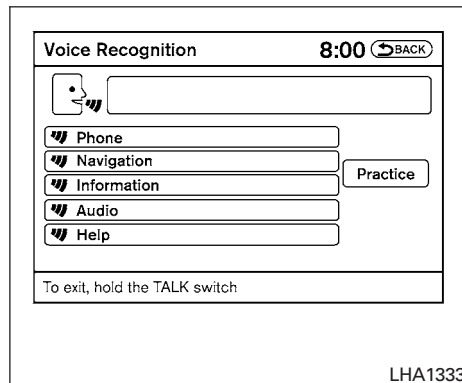 Voice Recognition 8:00 BACK
Phone
Navigation
Information
Practice
Audio
Help
To exit, hold the TALK switch
LHA1333